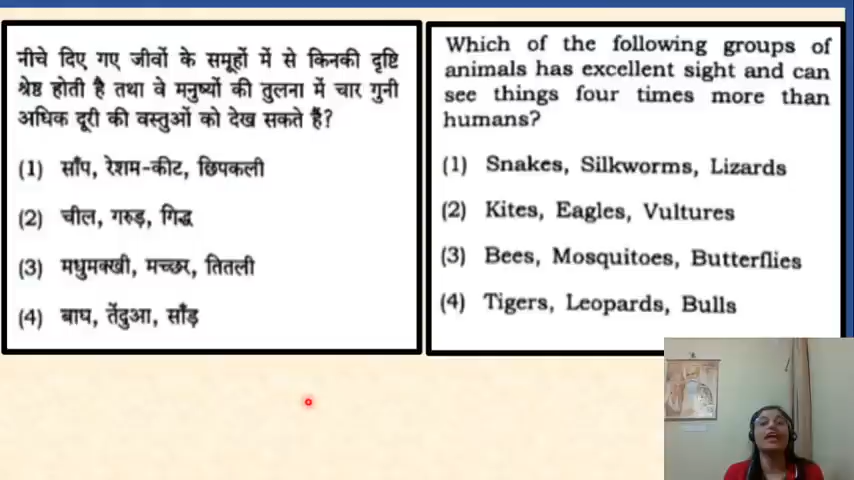 नीचे दिए गए जीवों के समूहों में से किनकी दृष्टि
श्रेष्ठ होती है तथा वे मनुष्यों की तुलना में चार गुनी
अधिक दूरी की वस्तुओं को देख सकते हैं?
(1) साँप, रेशम-कीट, छिपकली
(2) चील, गरुड़, गिद्ध
(3) मधुमक्खी, मच्छर, तितली
(4) बाघ, तेंदुआ, साँड़
Which of the following groups of
animals has excellent sight and can
see things four times more than
humans?
(1) Snakes, Silkworms, Lizards
(2) Kites, Eagles, Vultures
(3) Bees, Mosquitoes, Butterflies
(4) Tigers, Leopards, Bulls